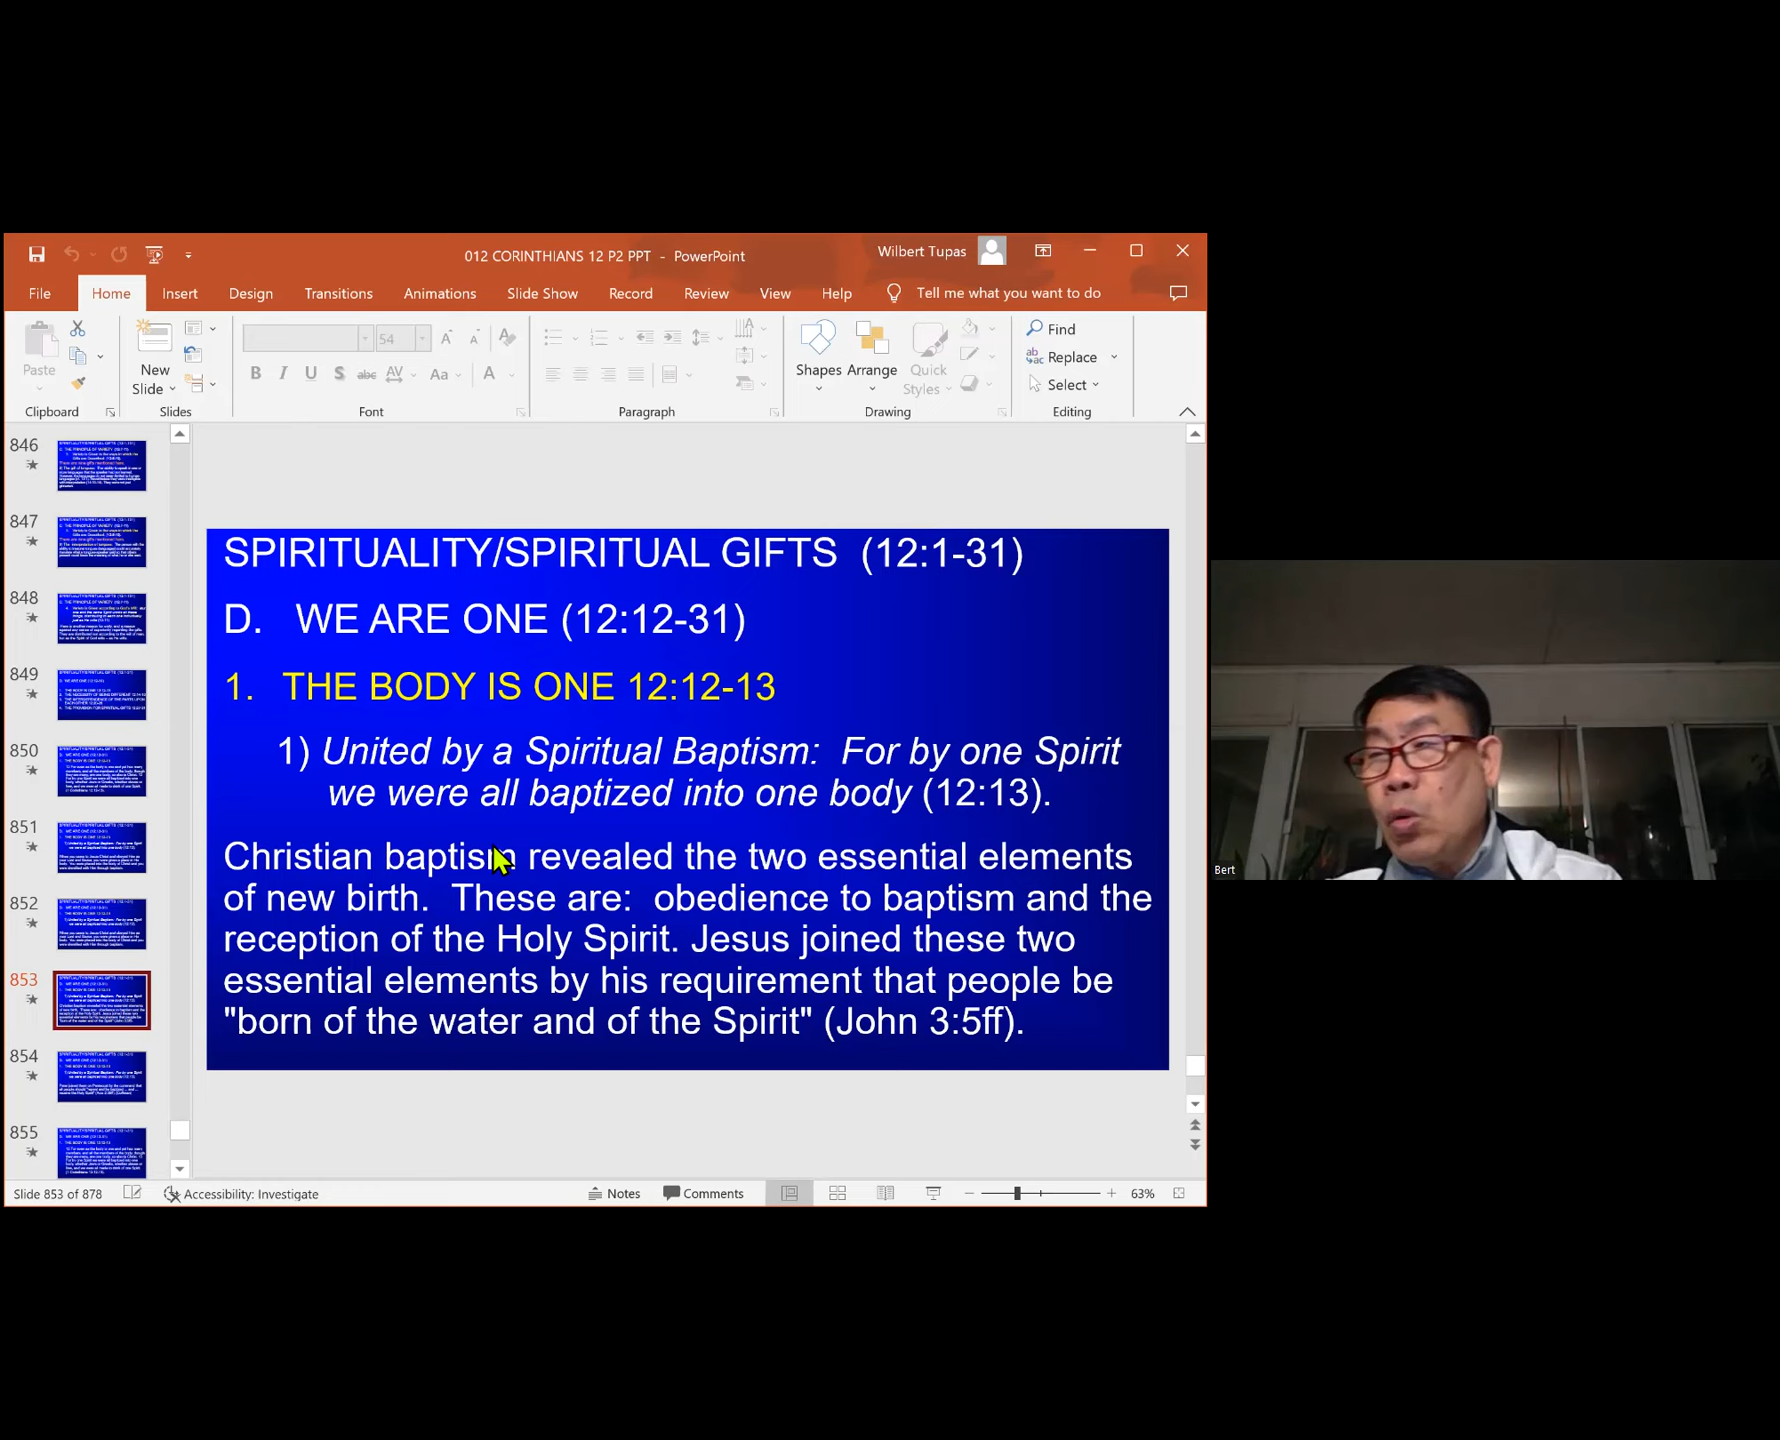 012 CORINTHIANS 12 P2 PPT - PowerPoint
Wilbert Tupas
File Home Insert Design Transitions Animations Slide Show Record Review View Help Tell me what you want to do
Paste
New
Slide
54
B I U S abc AV Aa A
Shapes Arrange Quick
Styles
Find
Replace
Select
Clipboard Slides Font Paragraph Drawing Editing
846
847
848
849
850
851
852
853
854
855
SPIRITUALITY/SPIRITUAL GIFTS (12:1-31)
D. WE ARE ONE (12:12-31)
1. THE BODY IS ONE 12:12-13
1) United by a Spiritual Baptism: For by one Spirit
we were all baptized into one body (12:13).
Christian baptism revealed the two essential elements
of new birth. These are: obedience to baptism and the
reception of the Holy Spirit. Jesus joined these two
essential elements by his requirement that people be
"born of the water and of the Spirit" (John 3:5ff).
Bert
Slide 853 of 878 Accessibility: Investigate Notes Comments 63%